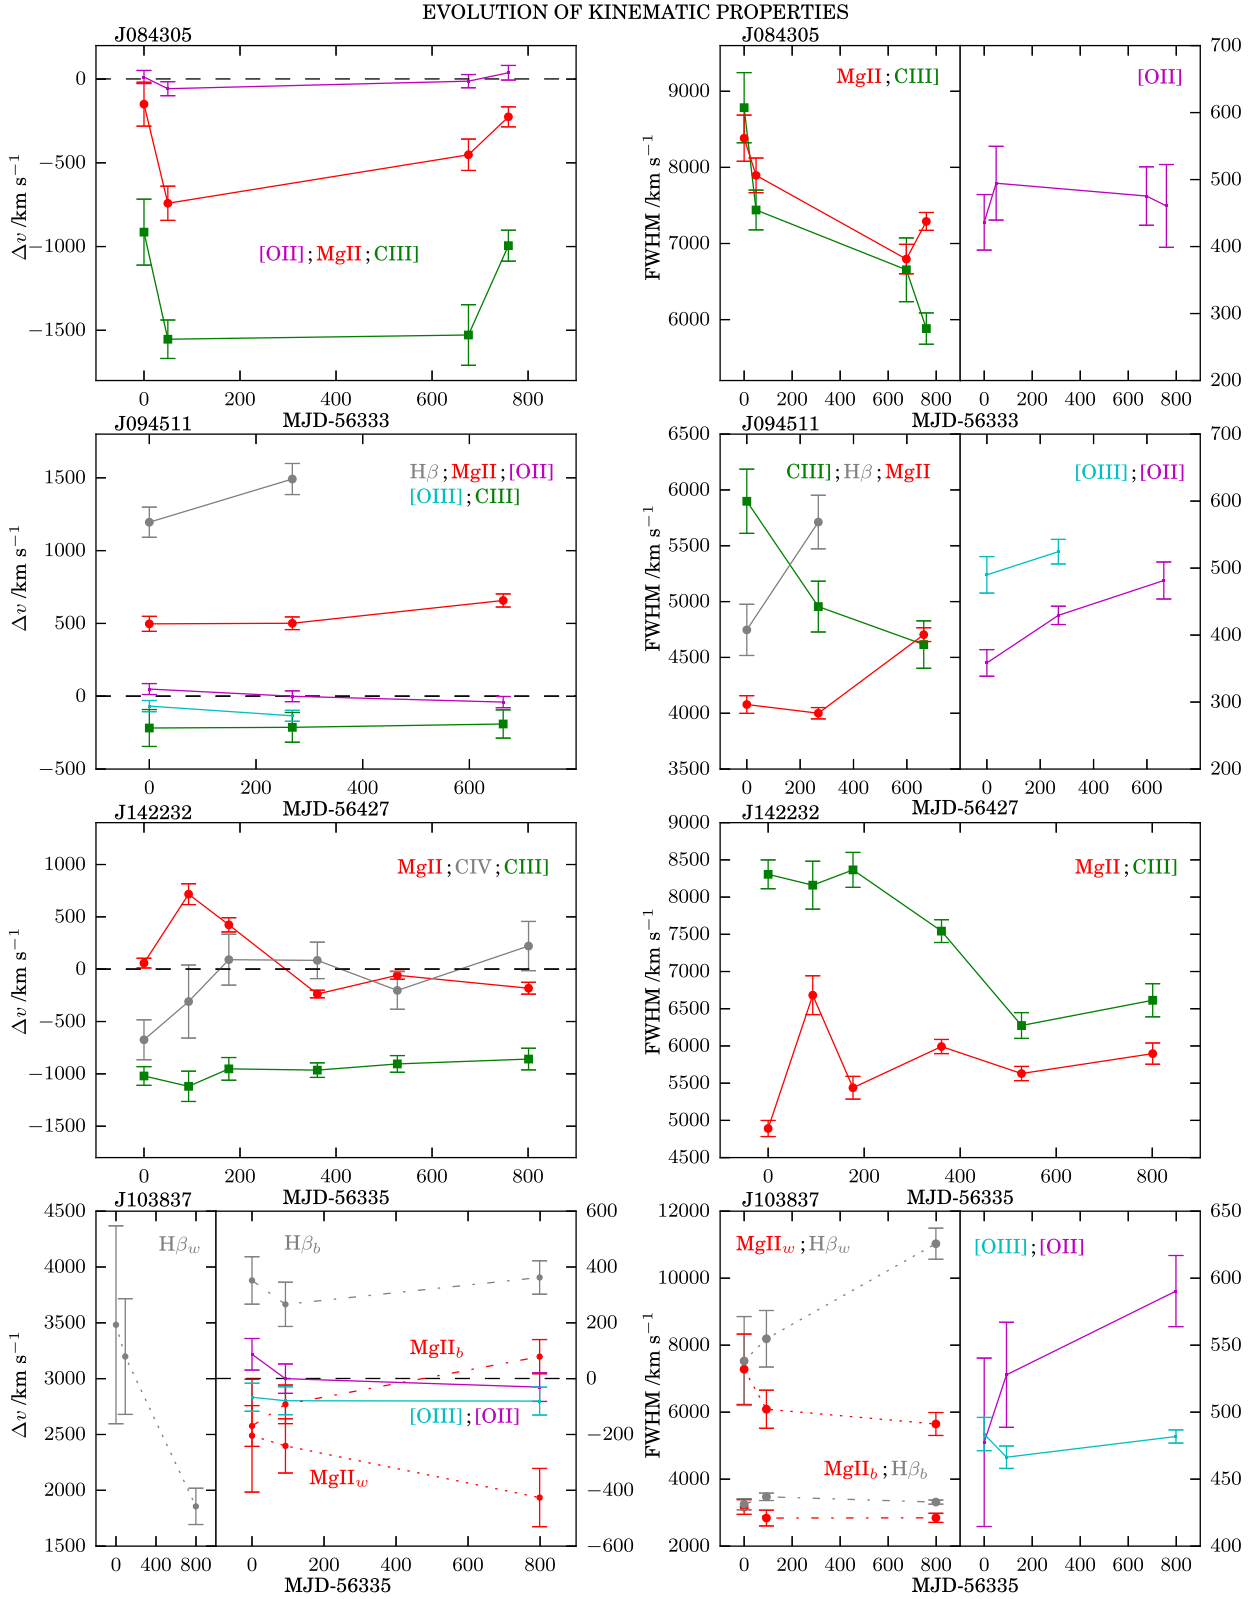 EVOLUTION OF KINEMATIC PROPERTIES
J084305
0
−500
−1000
−1500
Δv /km s−1
[OII] ; MgII ; CIII]
0 200 400 600 800
MJD-56333
J084305
9000
8000
7000
6000
FWHM /km s−1
MgII ; CIII]
[OII]
700
600
500
400
300
200
0 200 400 600 800 0 200 400 600 800
MJD-56333
J094511
1500
1000
500
0
−500
Δv /km s−1
Hβ ; MgII ; [OII]
[OIII] ; CIII]
0 200 400 600
MJD-56427
J094511
6500
6000
5500
5000
4500
4000
3500
FWHM /km s−1
CIII] ; Hβ ; MgII
[OIII] ; [OII]
700
600
500
400
300
200
0 200 400 600 800 0 200 400 600 800
MJD-56427
J142232
1000
500
0
−500
−1000
−1500
Δv /km s−1
MgII ; CIV ; CIII]
0 200 400 600 800
MJD-56335
J142232
9000
8500
8000
7500
7000
6500
6000
5500
5000
4500
FWHM /km s−1
MgII ; CIII]
0 200 400 600 800
MJD-56335
J103837
4500
4000
3500
3000
2500
2000
1500
Δv /km s−1
Hβw
Hβb
MgIIb
[OIII] ; [OII]
MgIIw
600
400
200
0
−200
−400
−600
0 400 800 0 200 400 600 800
MJD-56335
J103837
12000
10000
8000
6000
4000
2000
FWHM /km s−1
MgIIw ; Hβw
MgIIb ; Hβb
[OIII] ; [OII]
650
600
550
500
450
400
0 200 400 600 800 0 200 400 600 800
MJD-56335